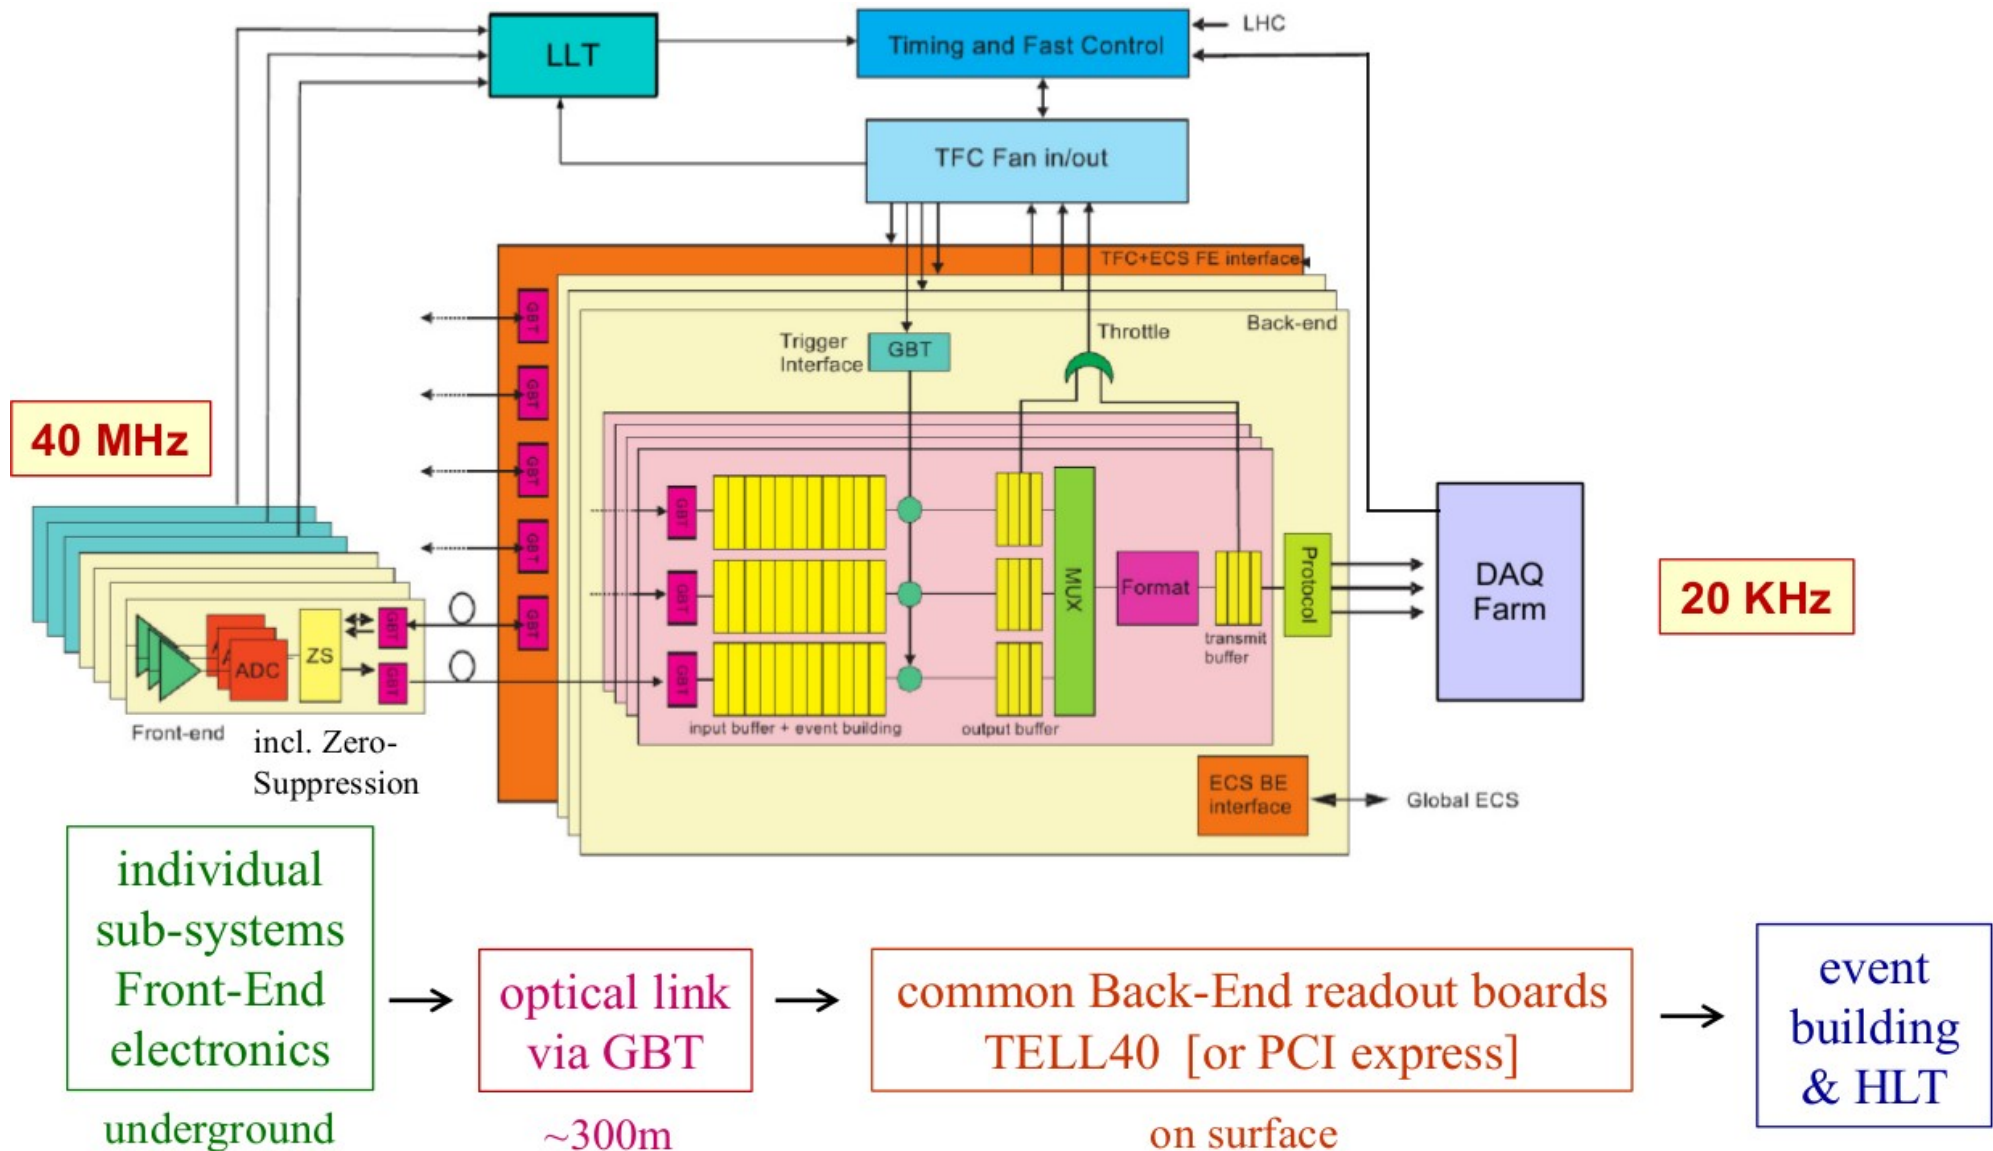 LLT
Timing and Fast Control
LHC
TFC Fan in/out
TFC+ECS FE interface
Back-end
Throttle
Trigger
Interface
GBT
GBT
GBT
GBT
GBT
GBT
40 MHz
GBT
GBT
GBT
MUX
Format
transmit
buffer
Protocol
DAQ
Farm
20 KHz
ADC
ZS
GBT
GBT
Front-end
incl. Zero-
Suppression
input buffer + event building
output buffer
ECS BE
interface
Global ECS
individual
sub-systems
Front-End
electronics
underground
optical link
via GBT
~300m
common Back-End readout boards
TELL40 [or PCI express]
on surface
event
building
& HLT